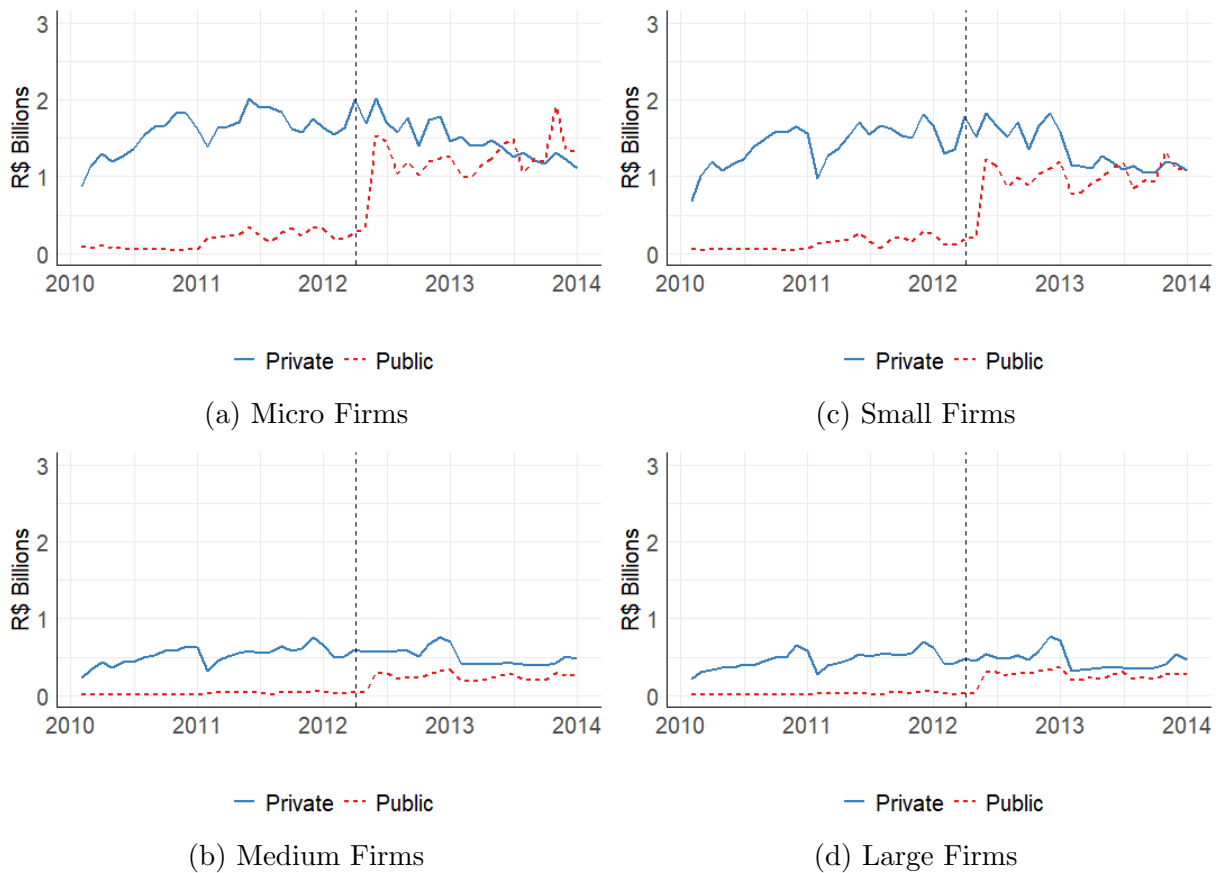 R$ Billions
3
2
1
0
2010 2011 2012 2013 2014
Private Public
(a) Micro Firms
R$ Billions
3
2
1
0
2010 2011 2012 2013 2014
Private Public
(c) Small Firms
R$ Billions
3
2
1
0
2010 2011 2012 2013 2014
Private Public
(b) Medium Firms
R$ Billions
3
2
1
0
2010 2011 2012 2013 2014
Private Public
(d) Large Firms